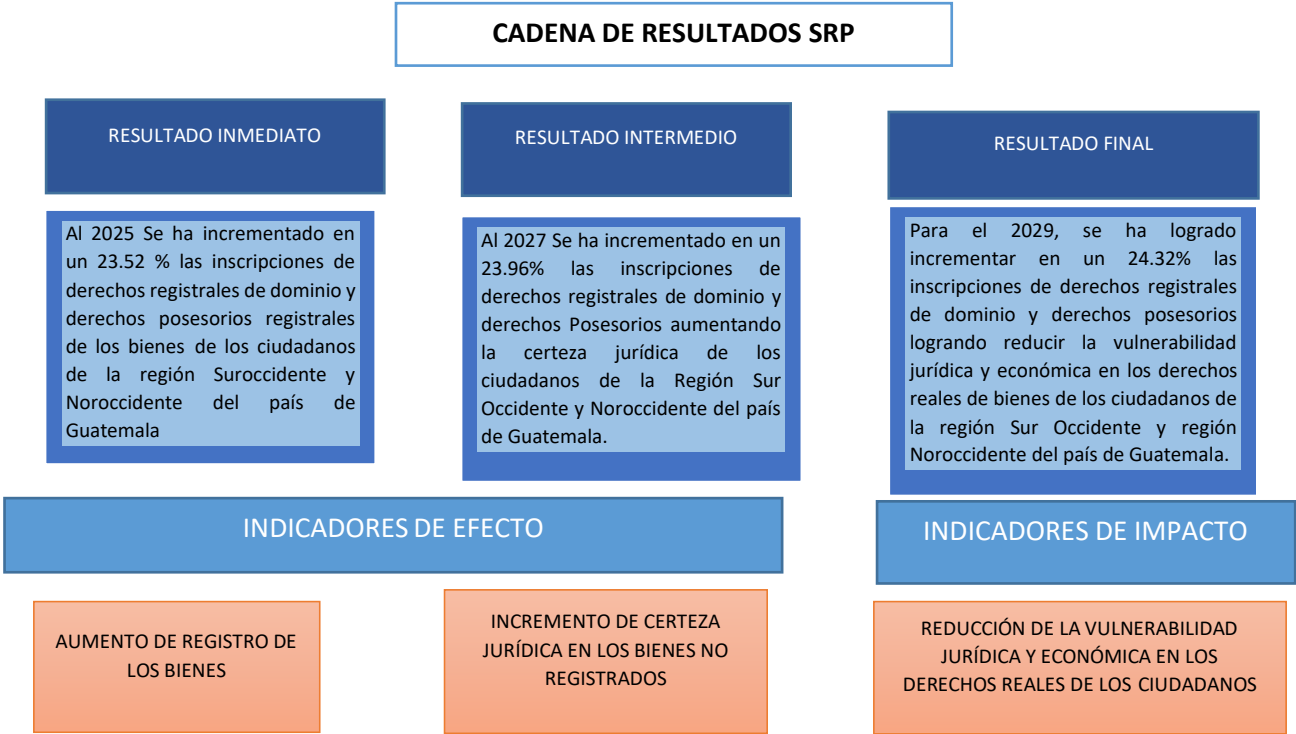 CADENA DE RESULTADOS SRP
RESULTADO INMEDIATO
RESULTADO INTERMEDIO
RESULTADO FINAL
Al 2025 Se ha incrementado en
un 23.52 % las inscripciones de
derechos registrales de dominio y
derechos posesorios registrales
de los bienes de los ciudadanos
de la región Suroccidente y
Noroccidente del país de
Guatemala
Al 2027 Se ha incrementado en un
23.96% las inscripciones de
derechos registrales de dominio y
derechos Posesorios aumentando
la certeza jurídica de los
ciudadanos de la Región Sur
Occidente y Noroccidente del país
de Guatemala.
Para el 2029, se ha logrado
incrementar en un 24.32% las
inscripciones de derechos registrales
de dominio y derechos posesorios
logrando reducir la vulnerabilidad
jurídica y económica en los derechos
reales de bienes de los ciudadanos de
la región Sur Occidente y región
Noroccidente del país de Guatemala.
INDICADORES DE EFECTO
INDICADORES DE IMPACTO
AUMENTO DE REGISTRO DE
LOS BIENES
INCREMENTO DE CERTEZA
JURÍDICA EN LOS BIENES NO
REGISTRADOS
REDUCCIÓN DE LA VULNERABILIDAD
JURÍDICA Y ECONÓMICA EN LOS
DERECHOS REALES DE LOS CIUDADANOS